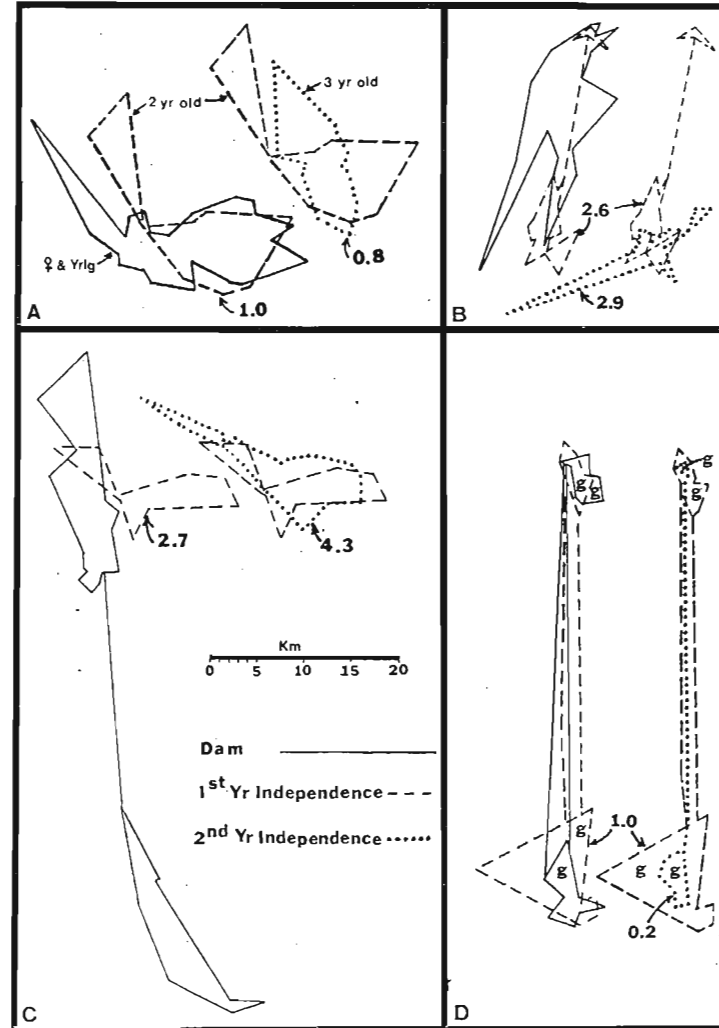 2 yr old
3 yr old
♀ & Yrlg
0.8
1.0
A
2.6
2.9
B
2.7
4.3
Km
0 5 10 15 20
Dam
1st Yr Independence
2nd Yr Independence
C
g
g
g
g
g
g
g
g
1.0
0.2
D